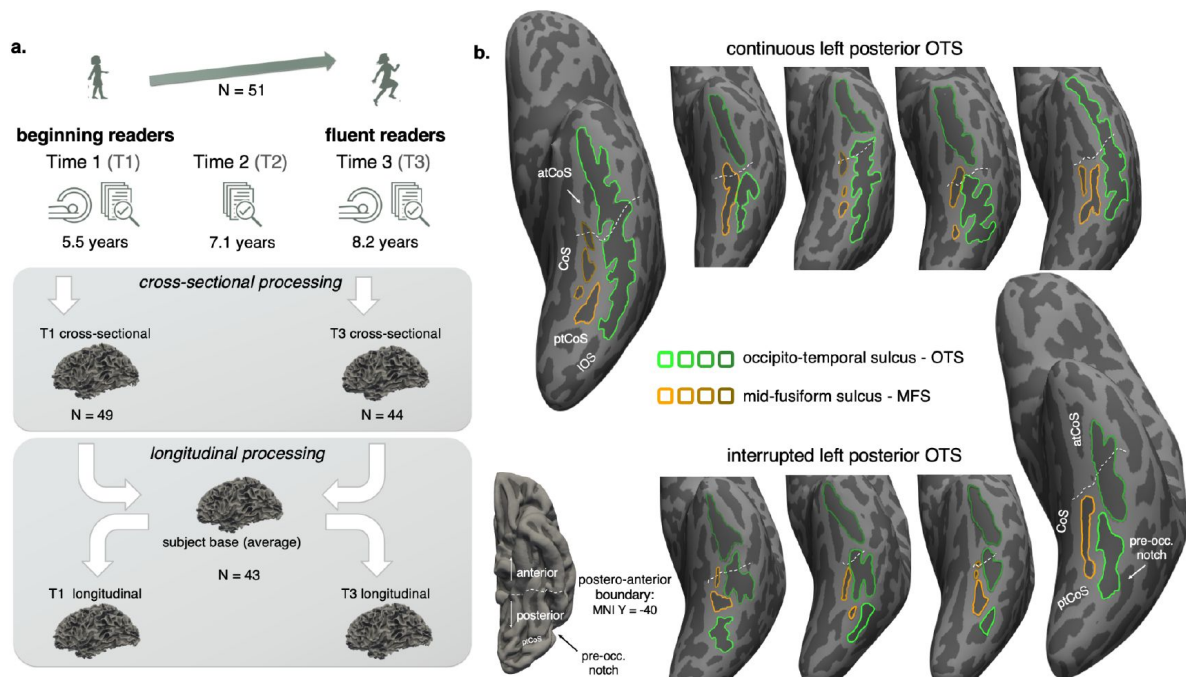 a.
N = 51
beginning readers
fluent readers
Time 1 (T1)
Time 2 (T2)
Time 3 (T3)
5.5 years
7.1 years
8.2 years
cross-sectional processing
T1 cross-sectional
T3 cross-sectional
N = 49
N = 44
longitudinal processing
subject base (average)
N = 43
T1 longitudinal
T3 longitudinal
b.
continuous left posterior OTS
atCoS
CoS
ptCoS
IOS
occipito-temporal sulcus - OTS
mid-fusiform sulcus - MFS
interrupted left posterior OTS
anterior
posterior
ptCoS
postero-anterior
boundary:
MNI Y = -40
pre-occ.
notch
atCoS
CoS
ptCoS
pre-occ.
notch